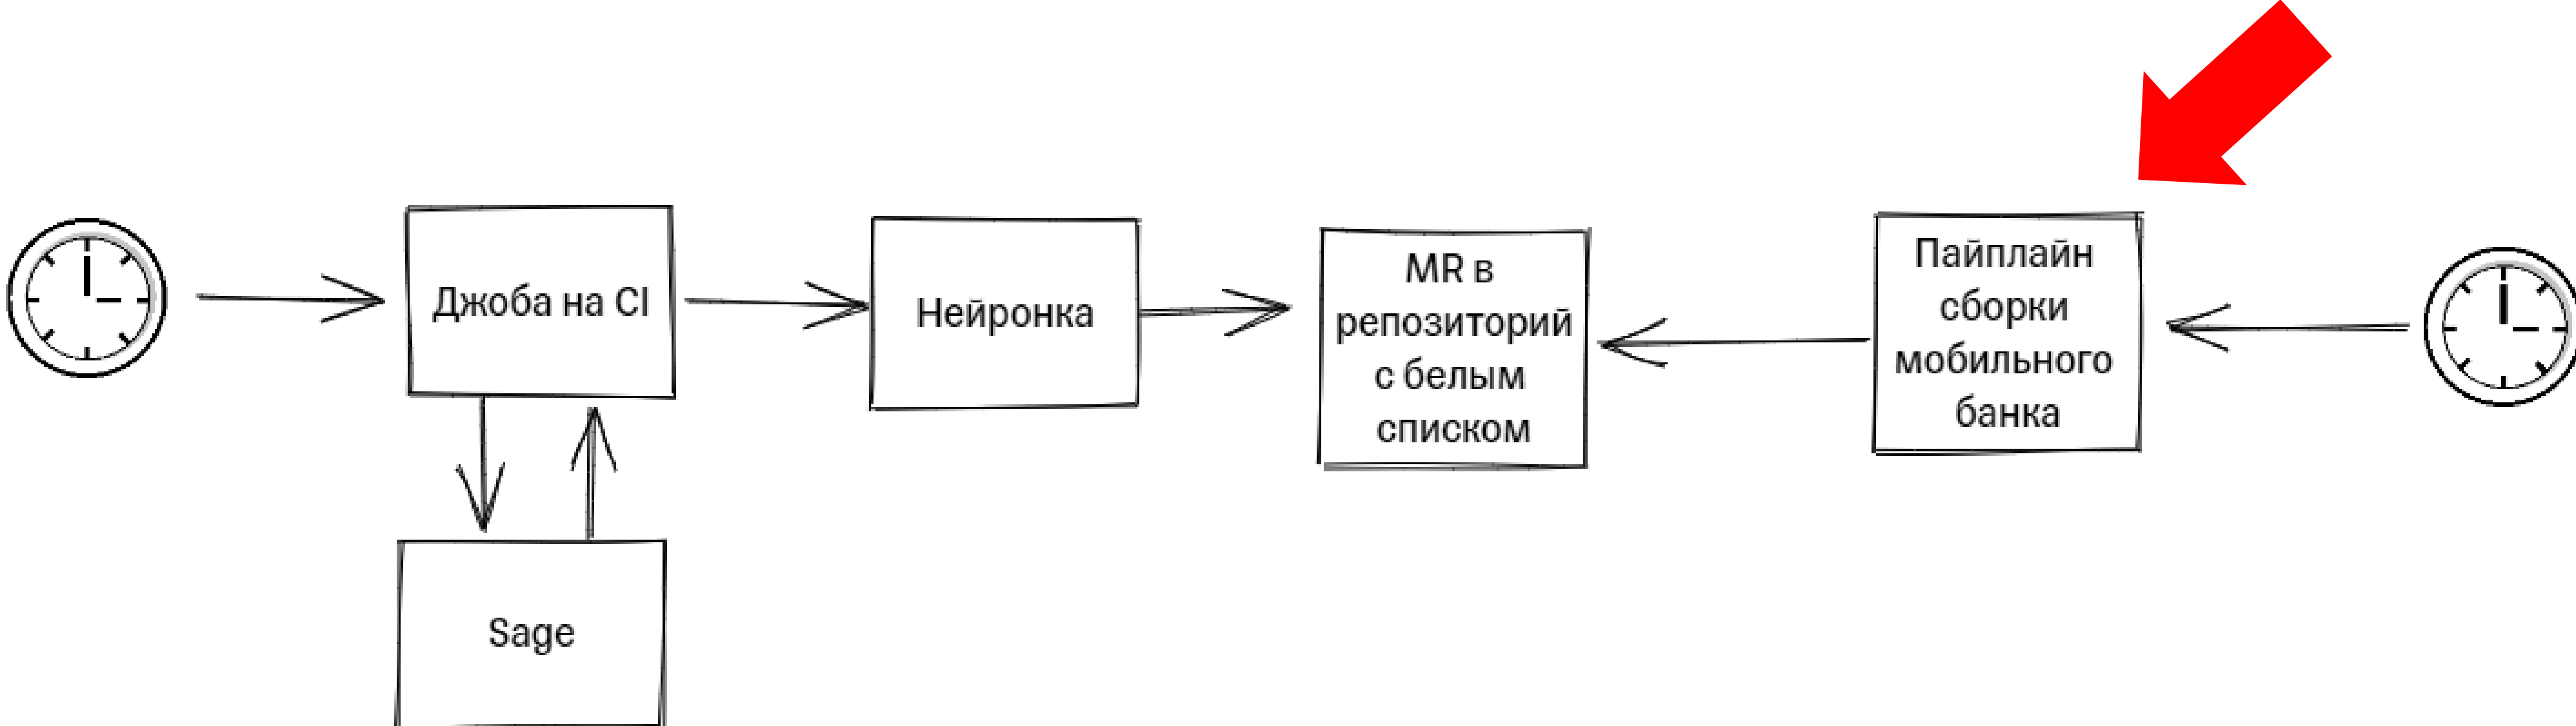 Джоба на CI
Нейронка
MR в
репозиторий
с белым
списком
Пайплайн
сборки
мобильного
банка
Sage